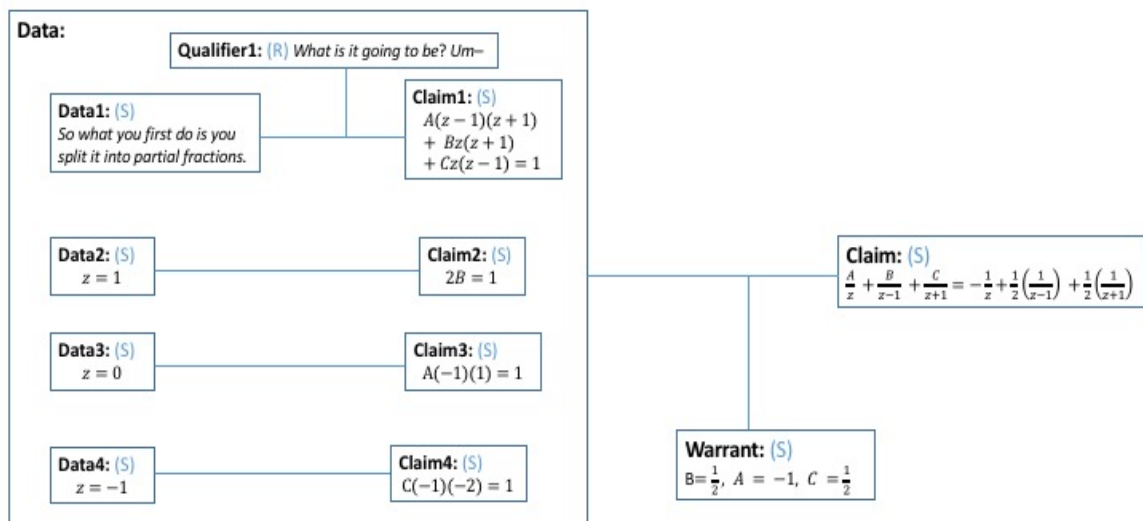 Data:
Qualifier1: (R) What is it going to be? Um–
Data1: (S)
So what you first do is you
split it into partial fractions.
Claim1: (S)
A(z − 1)(z + 1)
+ Bz(z + 1)
+ Cz(z − 1) = 1
Data2: (S)
z = 1
Claim2: (S)
2B = 1
Data3: (S)
z = 0
Claim3: (S)
A(−1)(1) = 1
Data4: (S)
z = −1
Claim4: (S)
C(−1)(−2) = 1
Claim: (S)
A/z + B/z−1 + C/z+1 = −1/z + 1/2(1/z−1) + 1/2(1/z+1)
Warrant: (S)
B=1/2, A = −1, C =1/2